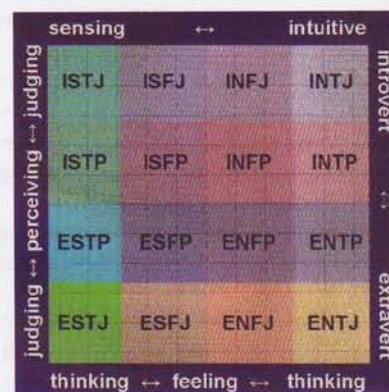 sensing ↔ intuitive
judging ↔ perceiving ↔ judging
ISTJ ISFJ INFJ INTJ
ISTP ISFP INFP INTP
ESTP ESFP ENFP ENTP
ESTJ ESFJ ENFJ ENTJ
introvert ↔ extravert
thinking ↔ feeling ↔ thinking